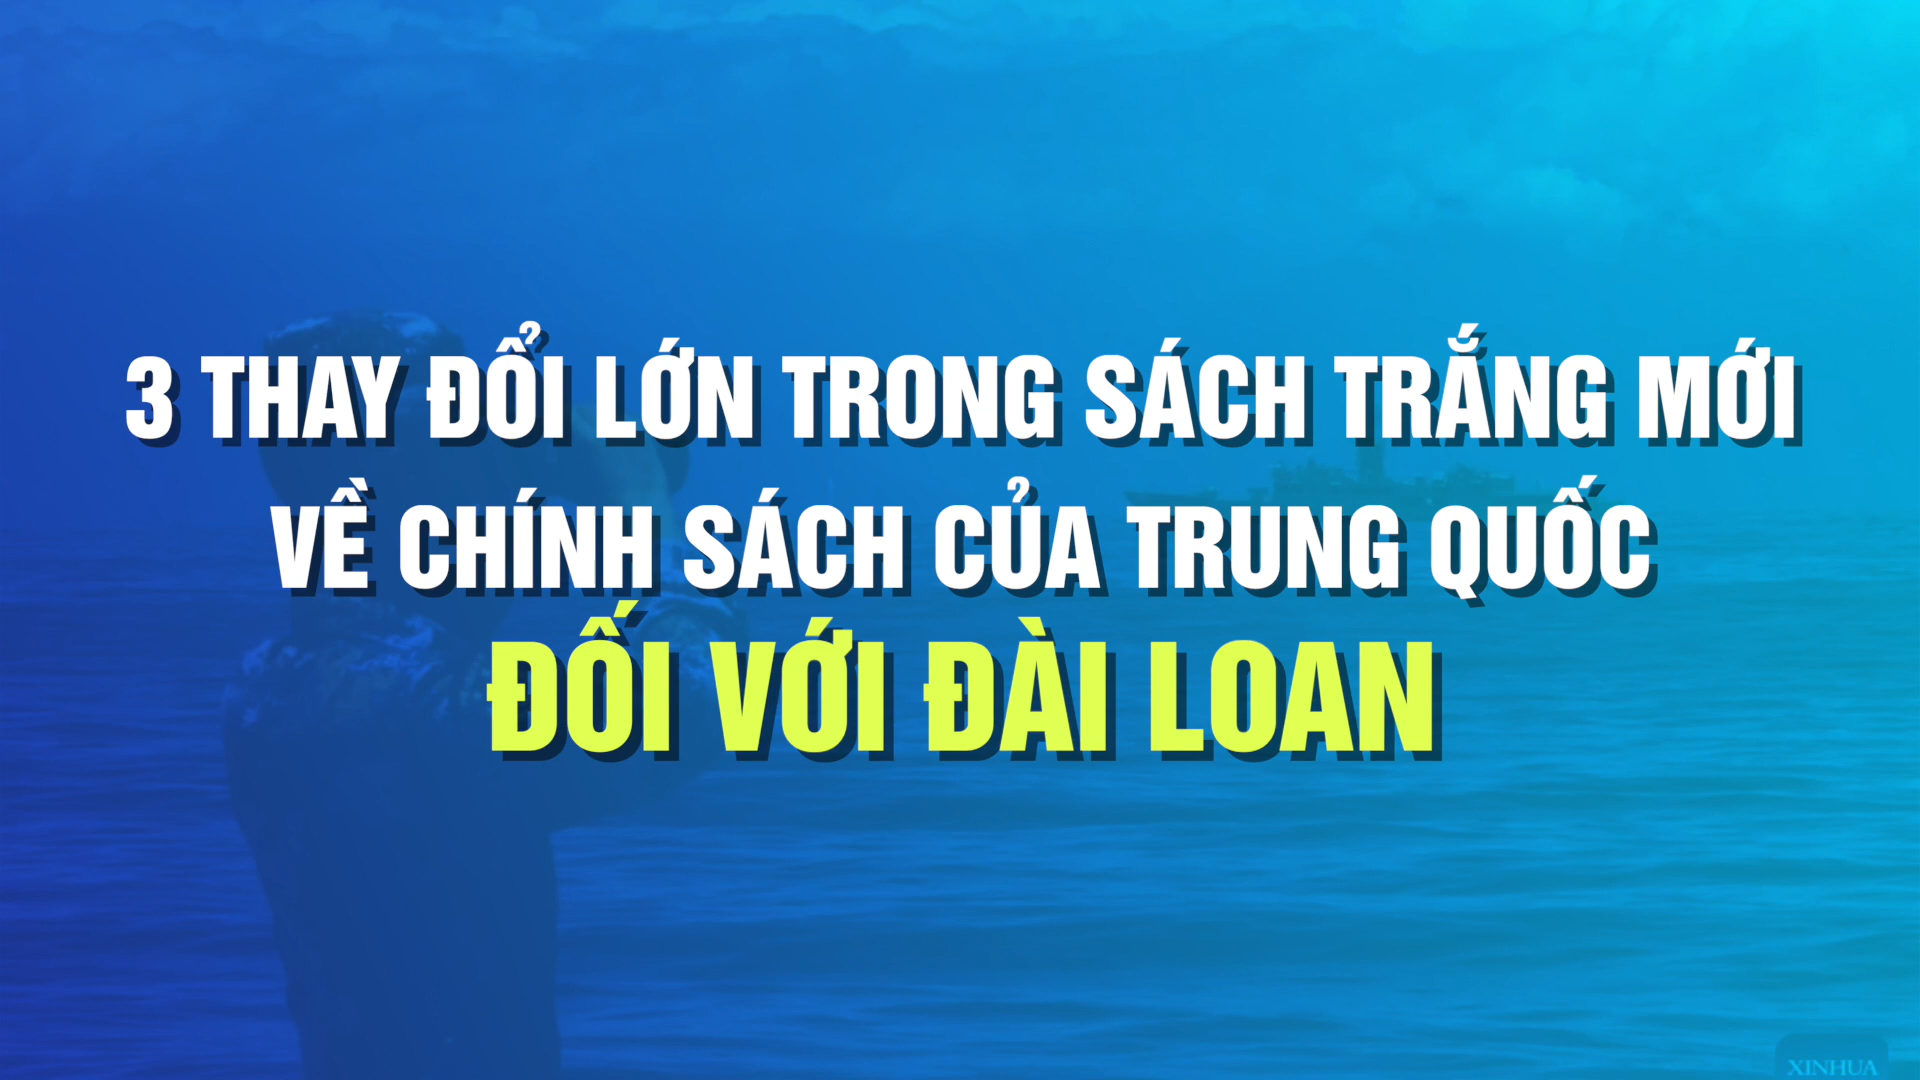 3 THAY ĐỔI LỚN TRONG SÁCH TRẮNG MỚI
VỀ CHÍNH SÁCH CỦA TRUNG QUỐC
ĐỐI VỚI ĐÀI LOAN
XINHUA